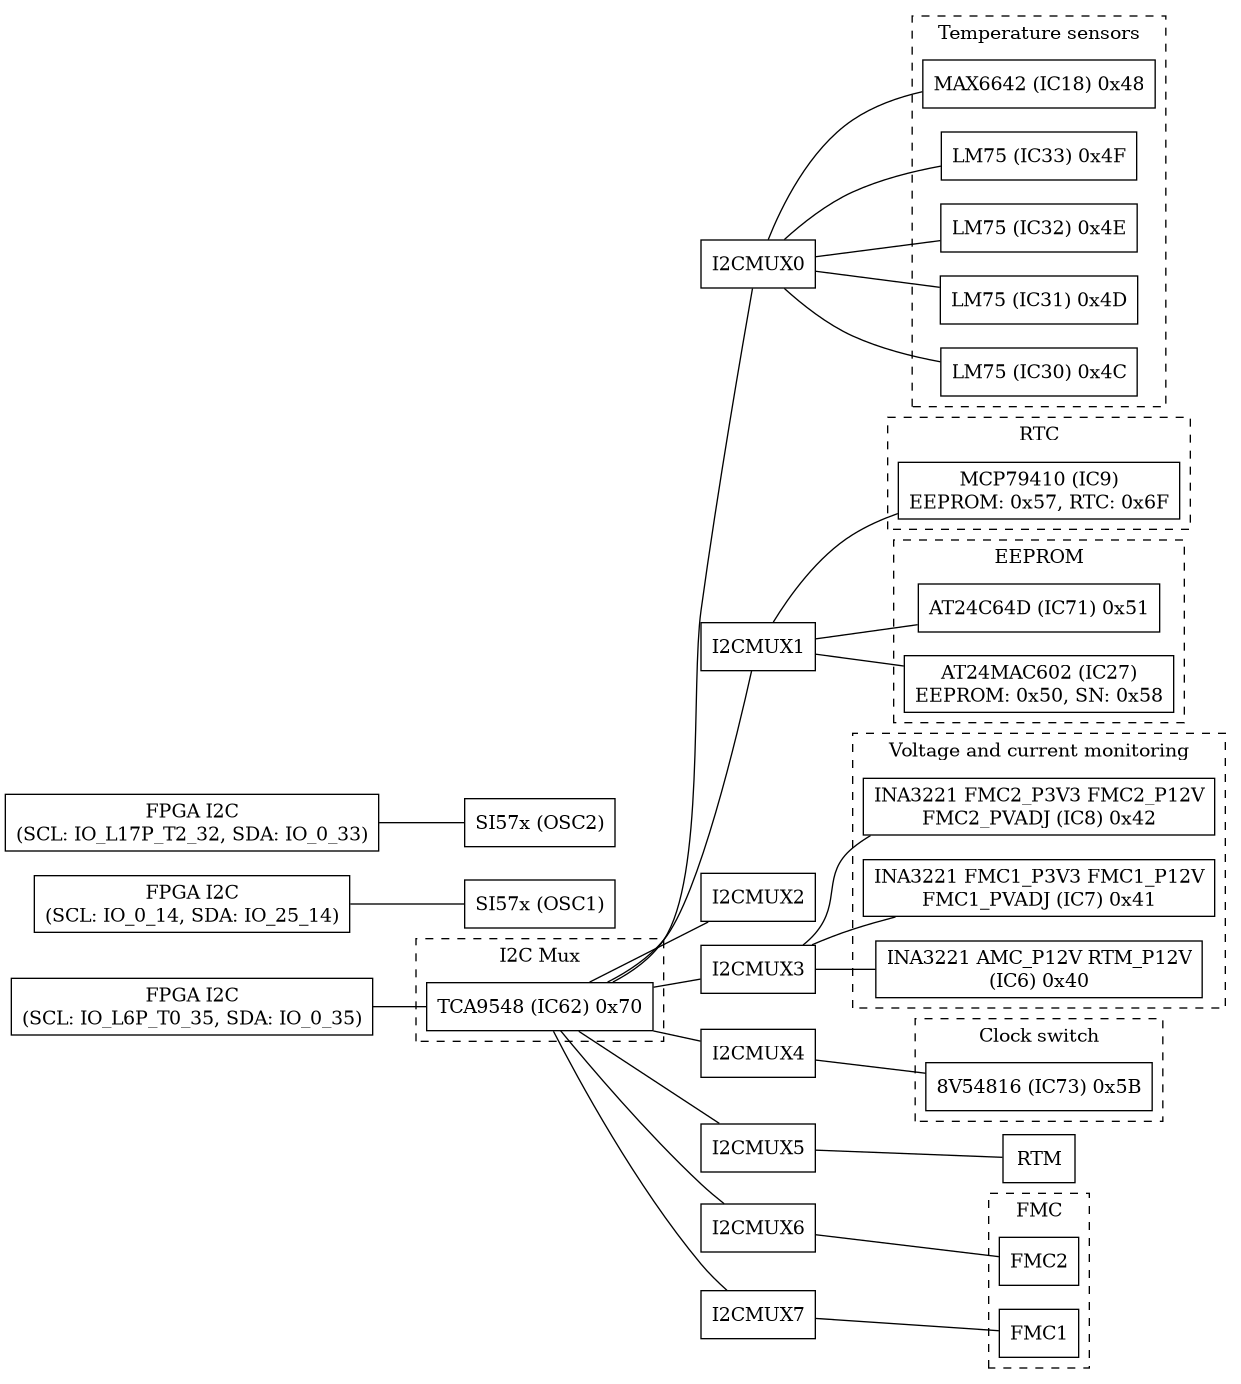 Temperature sensors
MAX6642 (IC18) 0x48
LM75 (IC33) 0x4F
LM75 (IC32) 0x4E
I2CMUX0
LM75 (IC31) 0x4D
LM75 (IC30) 0x4C
RTC
MCP79410 (IC9)
EEPROM: 0x57, RTC: 0x6F
EEPROM
AT24C64D (IC71) 0x51
I2CMUX1
AT24MAC602 (IC27)
EEPROM: 0x50, SN: 0x58
Voltage and current monitoring
INA3221 FMC2_P3V3 FMC2_P12V
FMC2_PVADJ (IC8) 0x42
FPGA I2C
(SCL: IO_L17P_T2_32, SDA: IO_0_33)
SI57x (OSC2)
INA3221 FMC1_P3V3 FMC1_P12V
FMC1_PVADJ (IC7) 0x41
FPGA I2C
(SCL: IO_0_14, SDA: IO_25_14)
SI57x (OSC1)
I2CMUX2
I2C Mux
I2CMUX3
INA3221 AMC_P12V RTM_P12V
(IC6) 0x40
FPGA I2C
(SCL: IO_L6P_T0_35, SDA: IO_0_35)
TCA9548 (IC62) 0x70
Clock switch
I2CMUX4
8V54816 (IC73) 0x5B
I2CMUX5
RTM
FMC
I2CMUX6
FMC2
I2CMUX7
FMC1